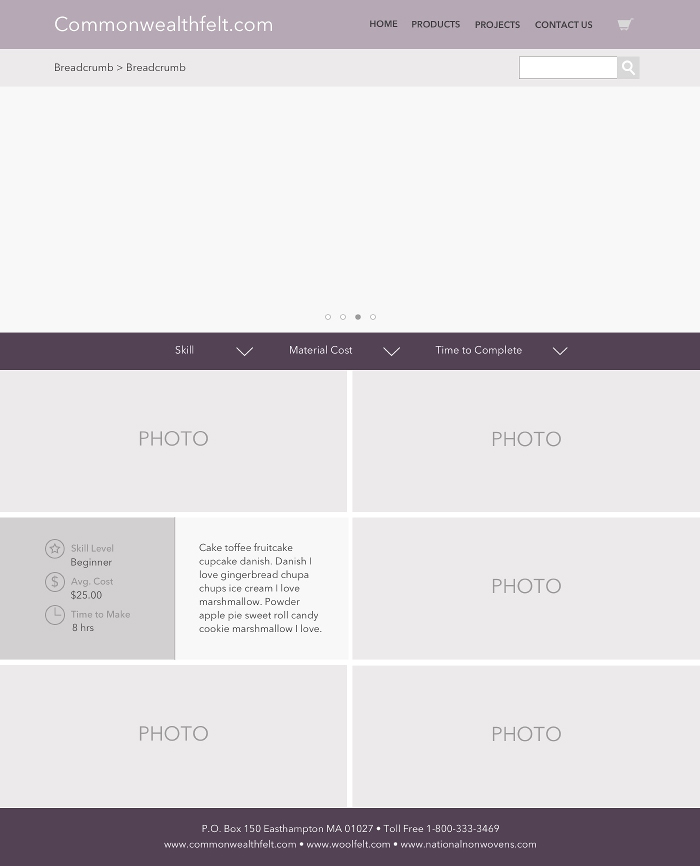 Commonwealthfelt.com
HOME PRODUCTS PROJECTS CONTACT US
Breadcrumb > Breadcrumb
Skill Material Cost Time to Complete
PHOTO
PHOTO
Skill Level
Beginner
Avg. Cost
$
$25.00
Time to Make
8 hrs
Cake toffee fruitcake
cupcake danish. Danish I
love gingerbread chupa
chups ice cream I love
marshmallow. Powder
apple pie sweet roll candy
cookie marshmallow I love.
PHOTO
PHOTO
PHOTO
P.O. Box 150 Easthampton MA 01027 • Toll Free 1-800-333-3469
www.commonwealthfelt.com • www.woolfelt.com • www.nationalnonwovens.com